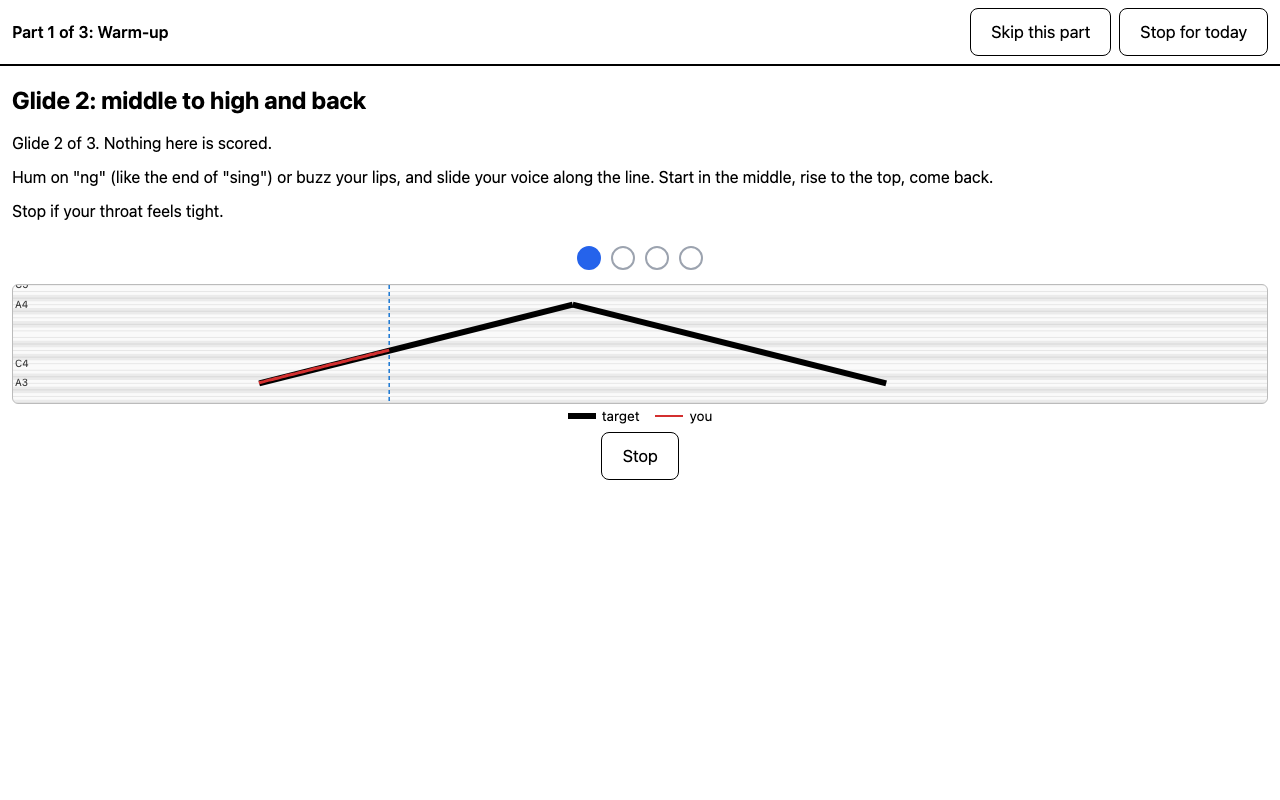 Part 1 of 3: Warm-up
Skip this part
Stop for today
Glide 2: middle to high and back
Glide 2 of 3. Nothing here is scored.
Hum on "ng" (like the end of "sing") or buzz your lips, and slide your voice along the line. Start in the middle, rise to the top, come back.
Stop if your throat feels tight.
A4
C4
A3
target
you
Stop